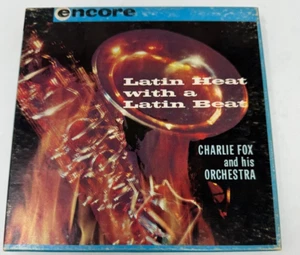 encore
Latin Heat
with a
Latin Beat
CHARLIE FOX
and his
ORCHESTRA